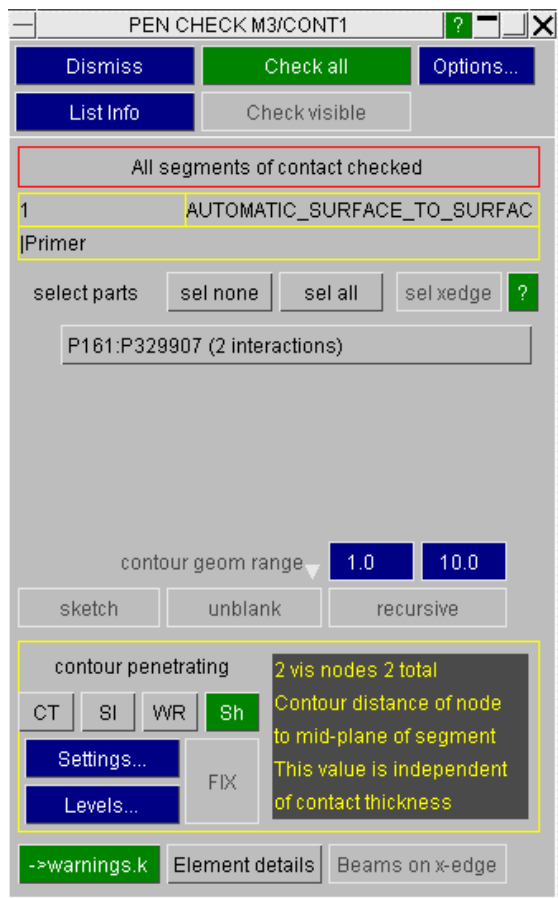 PEN CHECK M3/CONT1 ?
Dismiss Check all Options...
List Info Check visible
All segments of contact checked
1 AUTOMATIC_SURFACE_TO_SURFAC
|Primer
select parts sel none sel all sel xedge ?
P161:P329907 (2 interactions)
contour geom range 1.0 10.0
sketch unblank recursive
contour penetrating
CT SI WR Sh
Settings...
Levels...
FIX
2 vis nodes 2 total
Contour distance of node
to mid-plane of segment
This value is independent
of contact thickness
->warnings.k Element details Beams on x-edge